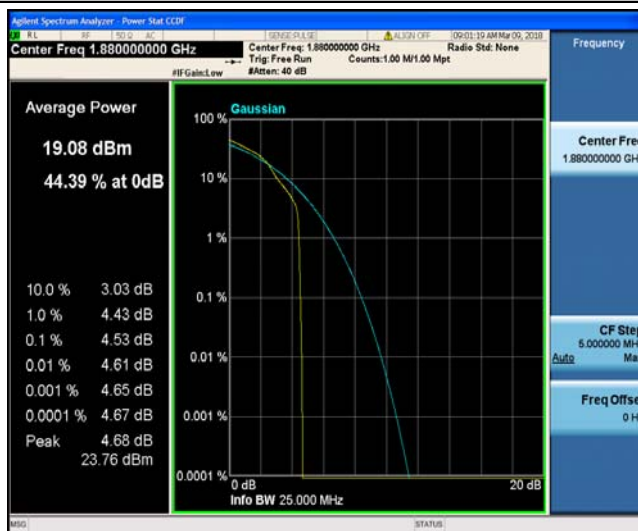 Agilent Spectrum Analyzer - Power Stat CCDF
RL RF 50 Ω AC SENSE:PULSE ALIGN OFF 09:01:19 AM Mar 09, 2018
Center Freq 1.880000000 GHz
Center Freq: 1.880000000 GHz Radio Std: None
Trig: Free Run Counts:1.00 M/1.00 Mpt
#IFGain:Low #Atten: 40 dB
Frequency
Average Power
19.08 dBm
44.39 % at 0dB
10.0 % 3.03 dB
1.0 % 4.43 dB
0.1 % 4.53 dB
0.01 % 4.61 dB
0.001 % 4.65 dB
0.0001 % 4.67 dB
Peak 4.68 dB
23.76 dBm
Gaussian
100 %
10 %
1 %
0.1 %
0.01 %
0.001 %
0.0001 %
0 dB 20 dB
Info BW 25.000 MHz
Center Fre
1.880000000 GH
CF Ste
5.000000 MH
Auto Ma
Freq Offse
0 H
MSG STATUS